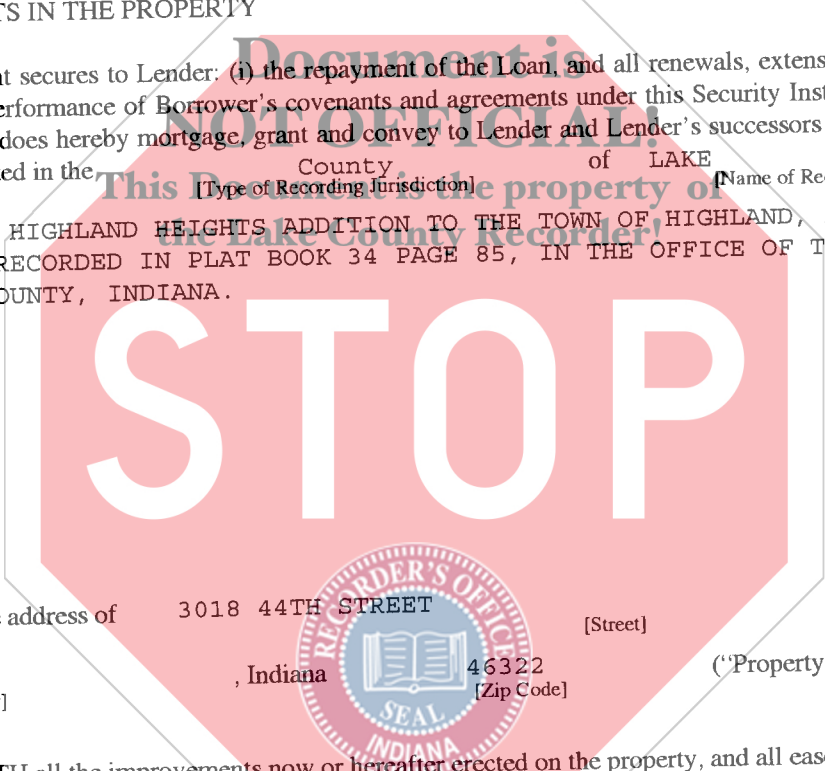 TS IN THE PROPERTY
Document is
t secures to Lender: (i) the repayment of the Loan, and all renewals, extens
erformance of Borrower's covenants and agreements under this Security Inst
NOT OFFICIAL!
does hereby mortgage, grant and convey to Lender and Lender's successors
ed in the County of LAKE
This Document is the property of
[Type of Recording Jurisdiction] [Name of Re
the Lake County Recorder!
HIGHLAND HEIGHTS ADDITION TO THE TOWN OF HIGHLAND,
RECORDED IN PLAT BOOK 34 PAGE 85, IN THE OFFICE OF T
OUNTY, INDIANA.
STOP
address of 3018 44TH STREET
[Street]
, Indiana 46322 ("Property
[Zip Code]
RECORDER'S OFFICE
SEAL
INDIANA
TH all the improvements now or hereafter erected on the property, and all eas